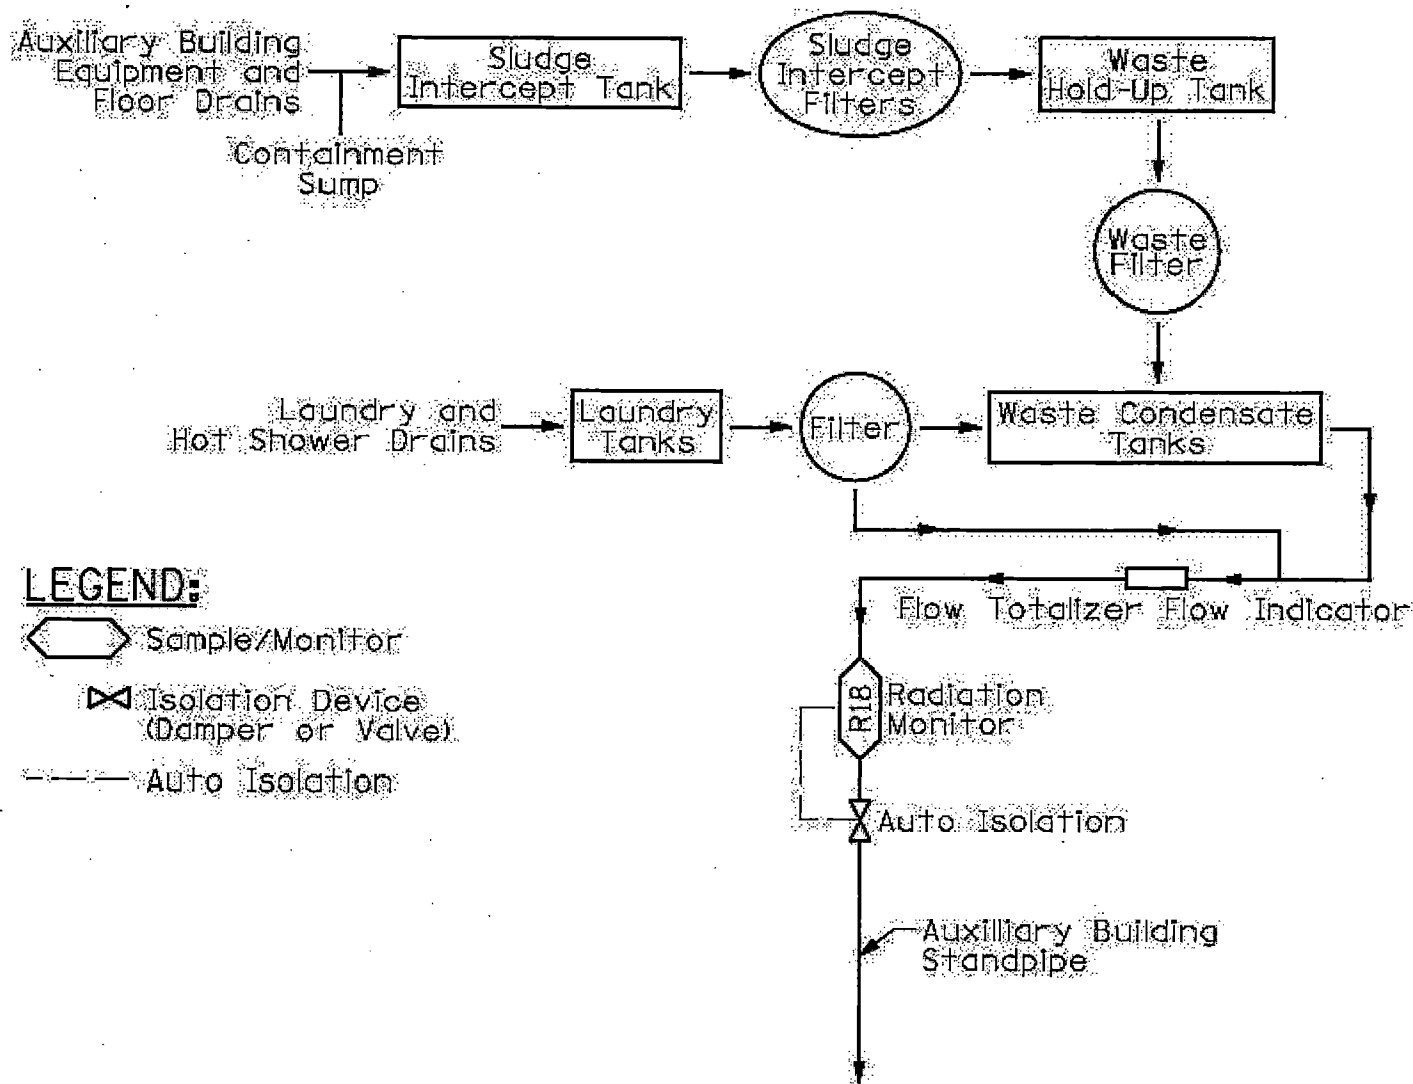 Auxiliary Building
Equipment and
Floor Drains
Containment
Sump
Sludge
Intercept Tank
Sludge
Intercept
Filters
Waste
Hold-Up Tank
Waste
Filter
Laundry and
Hot Shower Drains
Laundry
Tanks
Filter
Waste Condensate
Tanks
Flow Totalizer Flow Indicator
LEGEND:
Sample/Monitor
Isolation Device
(Damper or Valve)
Auto Isolation
R18
Radiation
Monitor
Auto Isolation
Auxilliary Building
Standpipe